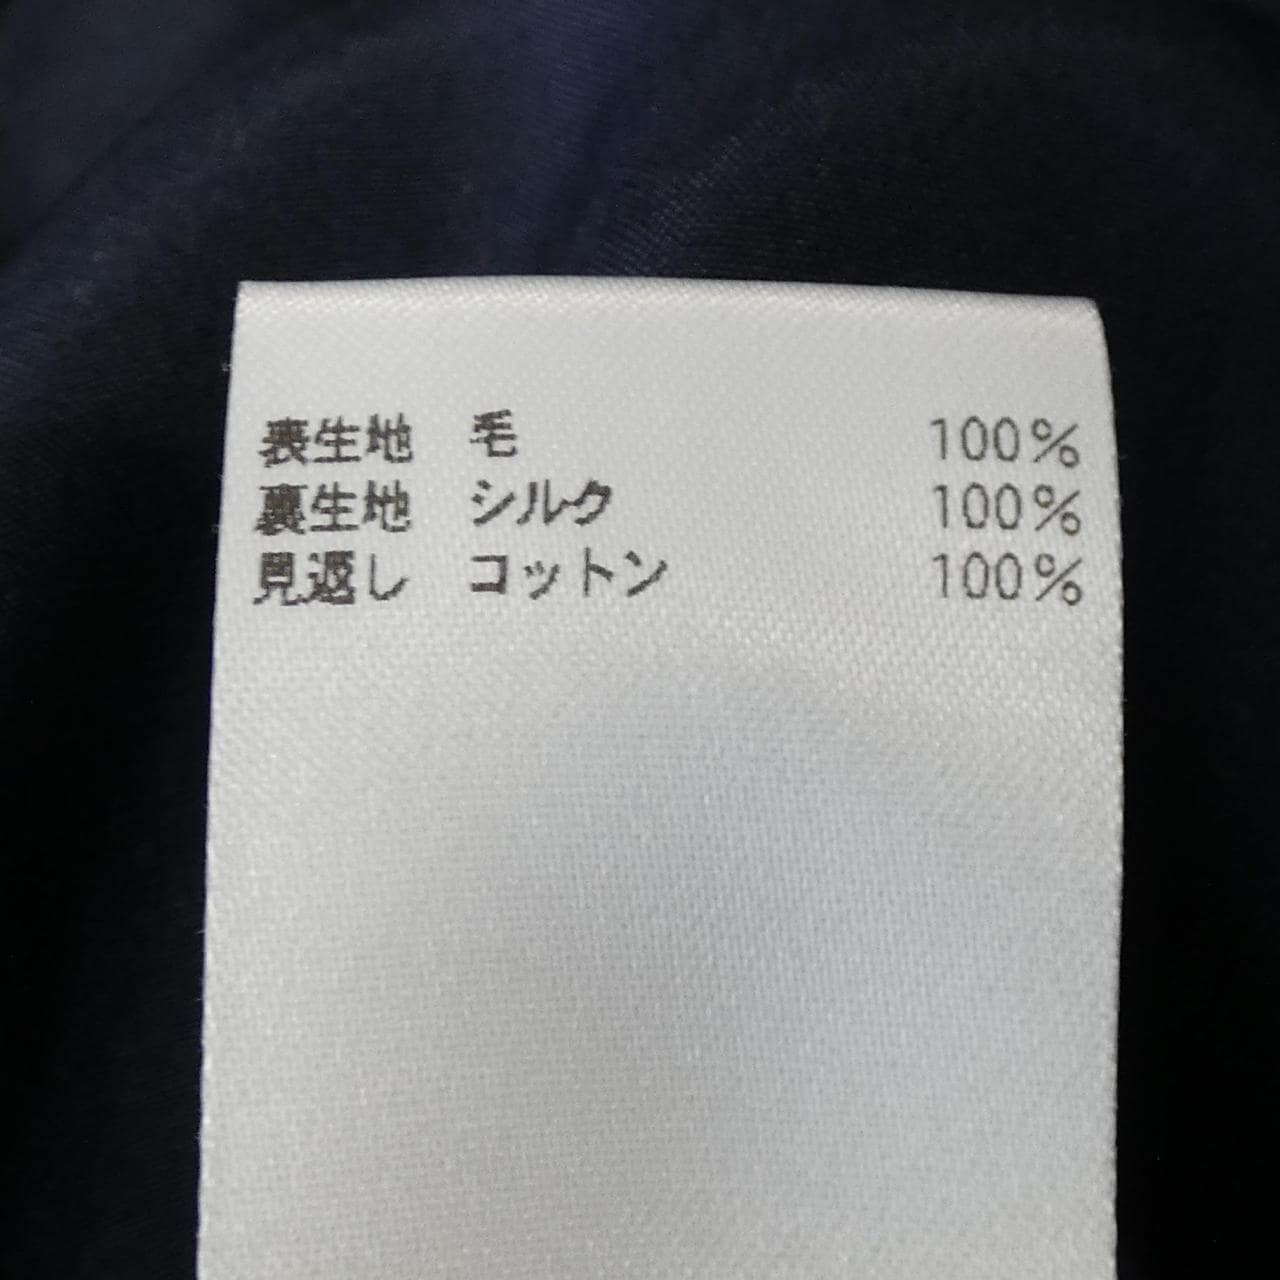 表生地 毛 100%
裏生地 シルク 100%
見返し コットン 100%